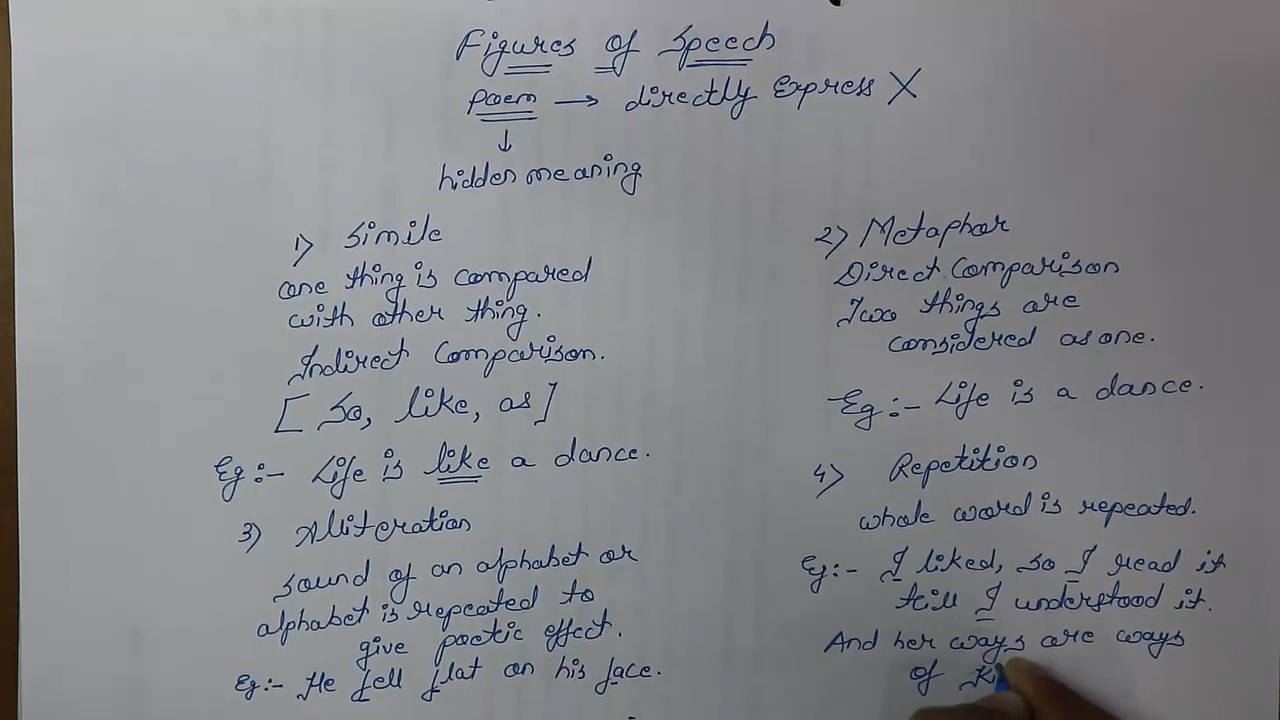 Figures of Speech
poem → directly Express X
↓
hidden meaning
1) Simile
one thing is compared
with other thing.
Indirect Comparison.
[ So, like, as ]
Eg :- Life is like a dance.
2) Metaphor
Direct Comparison
Two things are
considered as one.
Eg :- Life is a dance.
3) Alliteration
sound of an alphabet or
alphabet is repeated to
give poetic effect.
Eg :- He fell flat on his face.
4) Repetition
whole word is repeated.
Eg :- I liked, so I read it
till I understood it.
And her ways are ways
of